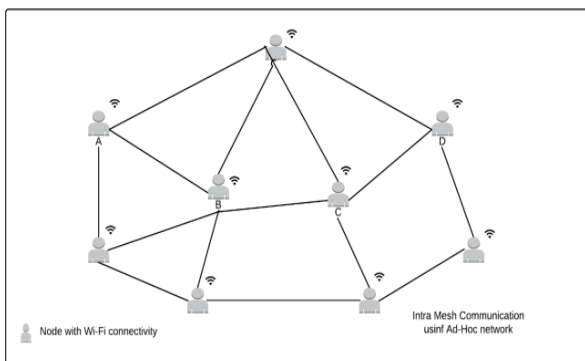 A
D
B
C
Node with Wi-Fi connectivity
Intra Mesh Communication
usinf Ad-Hoc network